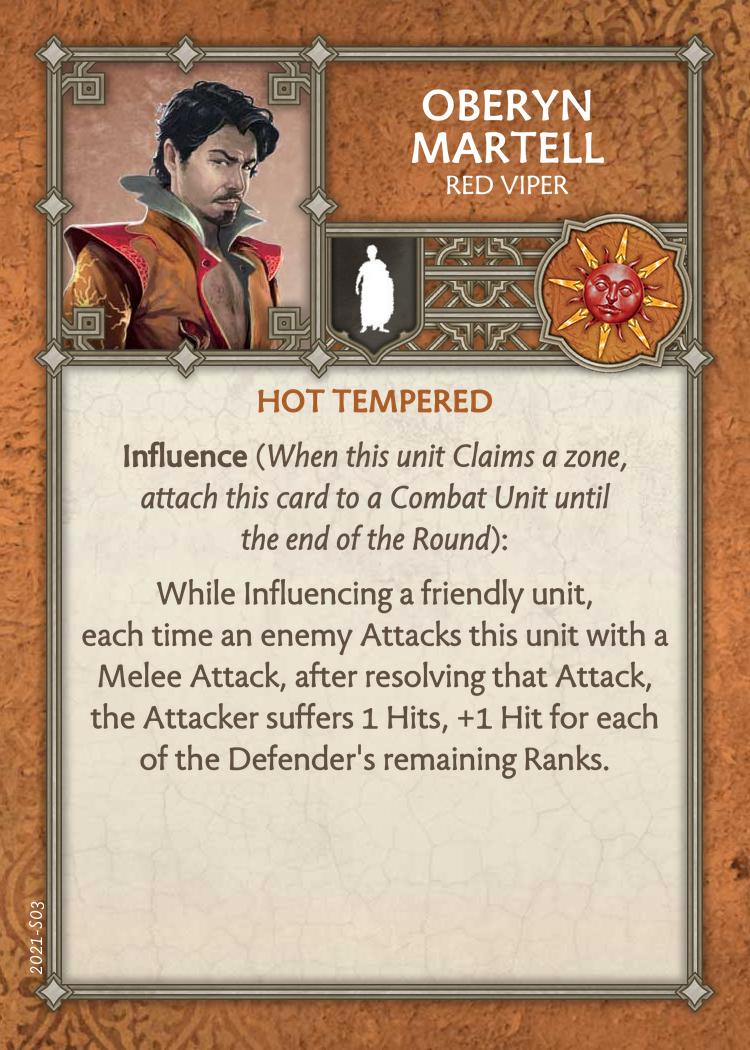 OBERYN
MARTELL
RED VIPER
HOT TEMPERED
Influence (When this unit Claims a zone,
attach this card to a Combat Unit until
the end of the Round):
While Influencing a friendly unit,
each time an enemy Attacks this unit with a
Melee Attack, after resolving that Attack,
the Attacker suffers 1 Hits, +1 Hit for each
of the Defender's remaining Ranks.
2021-S03